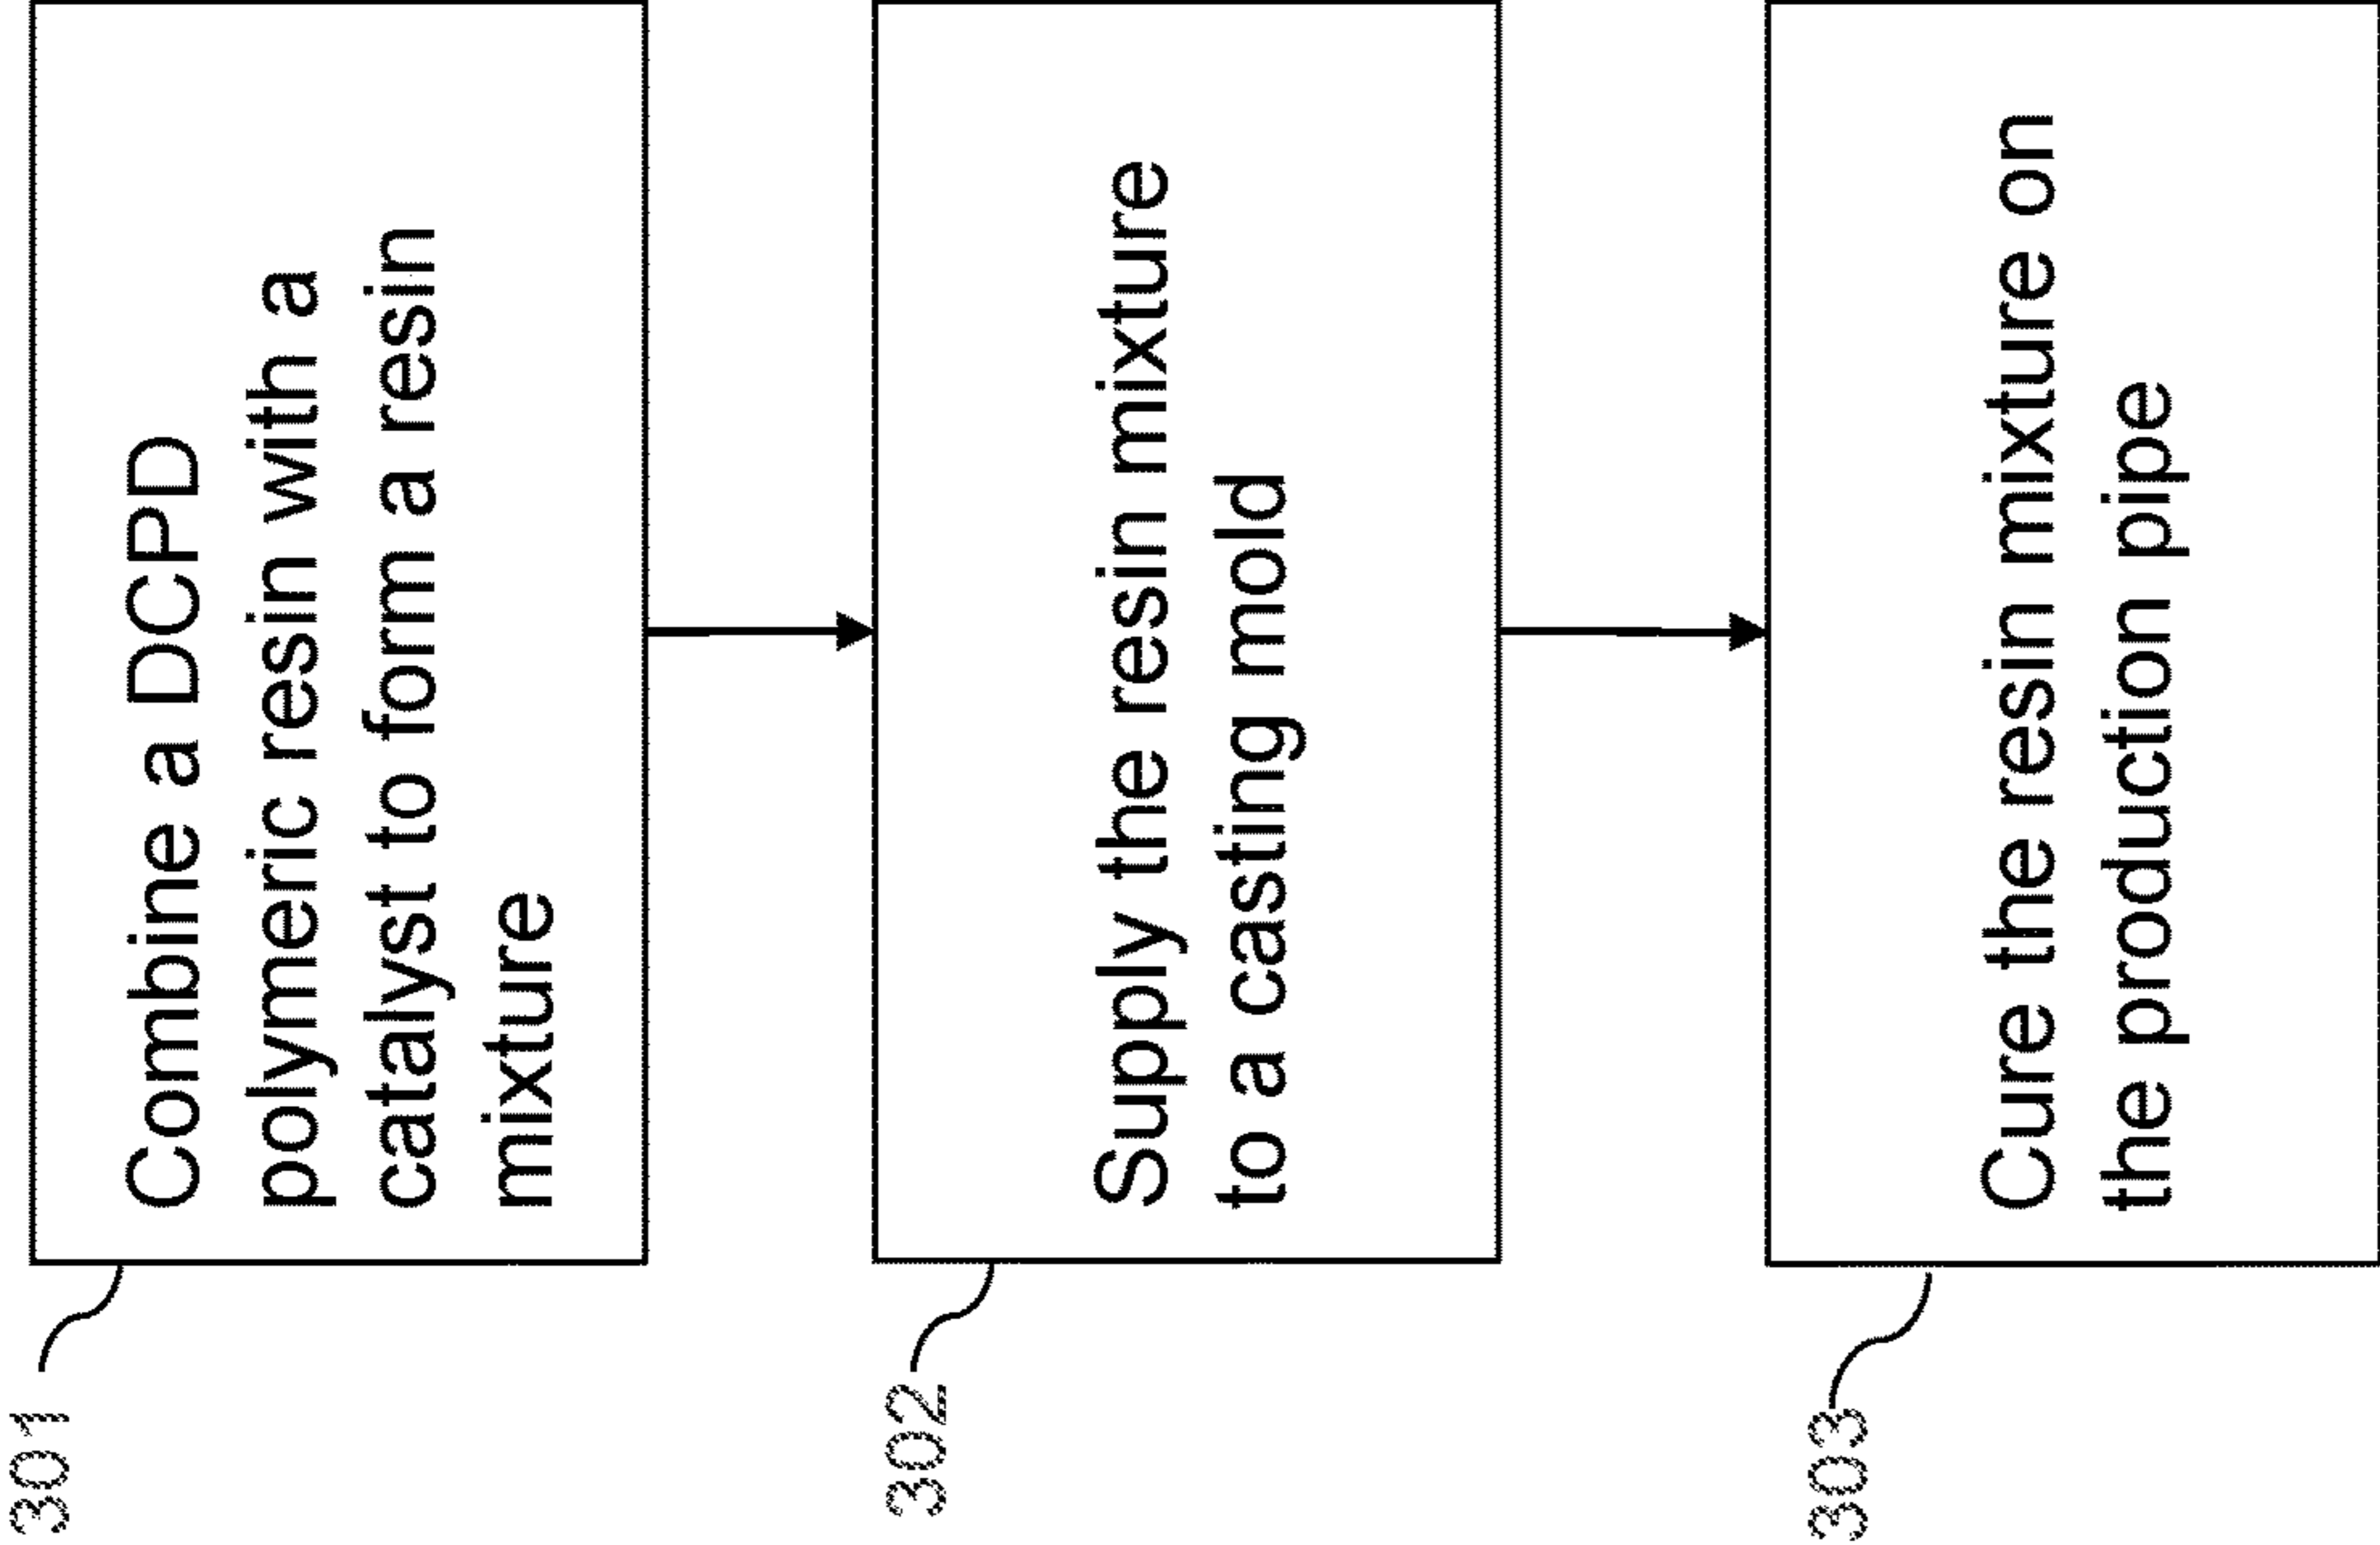 301
Combine a DCPD
polymeric resin with a
catalyst to form a resin
mixture
302
Supply the resin mixture
to a casting mold
303
Cure the resin mixture on
the production pipe